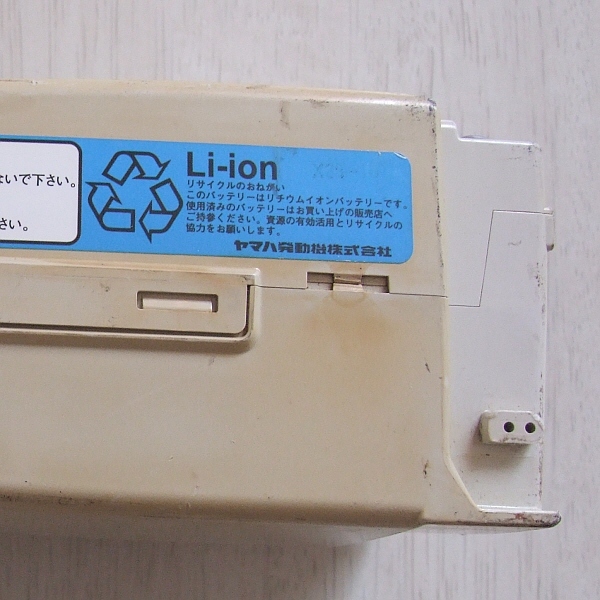 ないで下さい。
さい。
Li-ion
リサイクルのおねがい
このバッテリーはリチウムイオンバッテリーです。
使用済みのバッテリーはお買い上げの販売店へ
ご持参ください。資源の有効活用とリサイクルの
協力をお願いします。
ヤマハ発動機株式会社